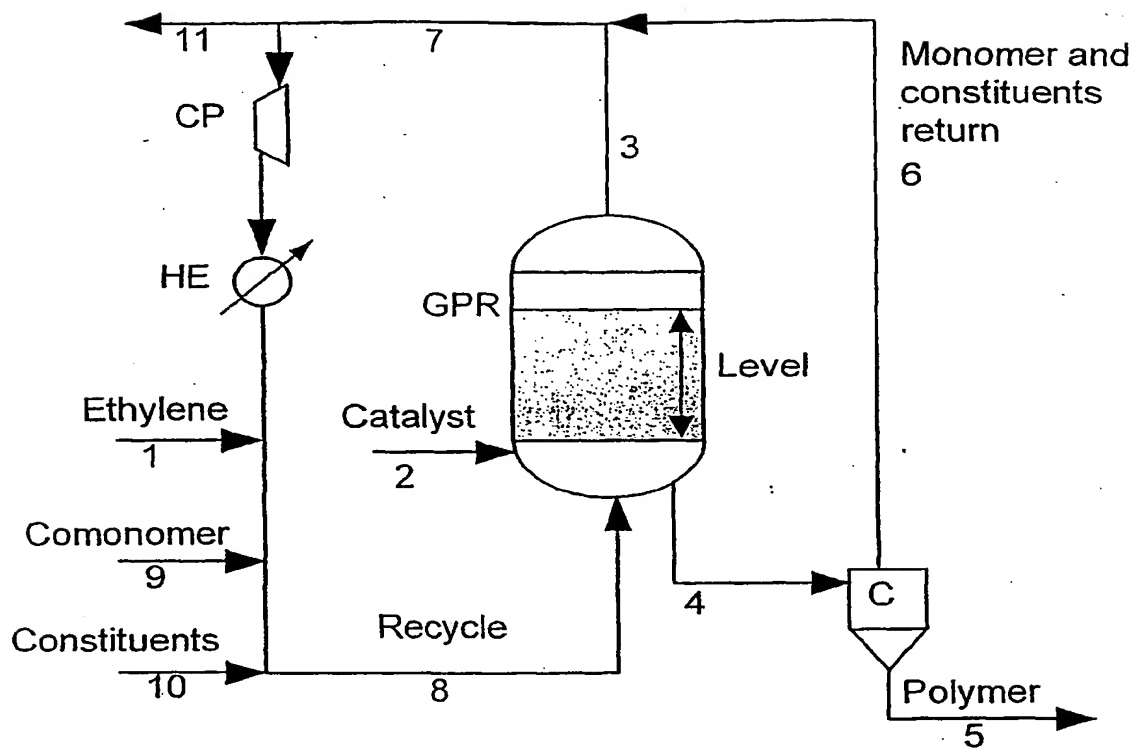 11
7
CP
Monomer and
constituents
return
6
3
HE
GPR
Level
Ethylene
1
Catalyst
2
Comonomer
9
4
C
Constituents
10
Recycle
8
Polymer
5